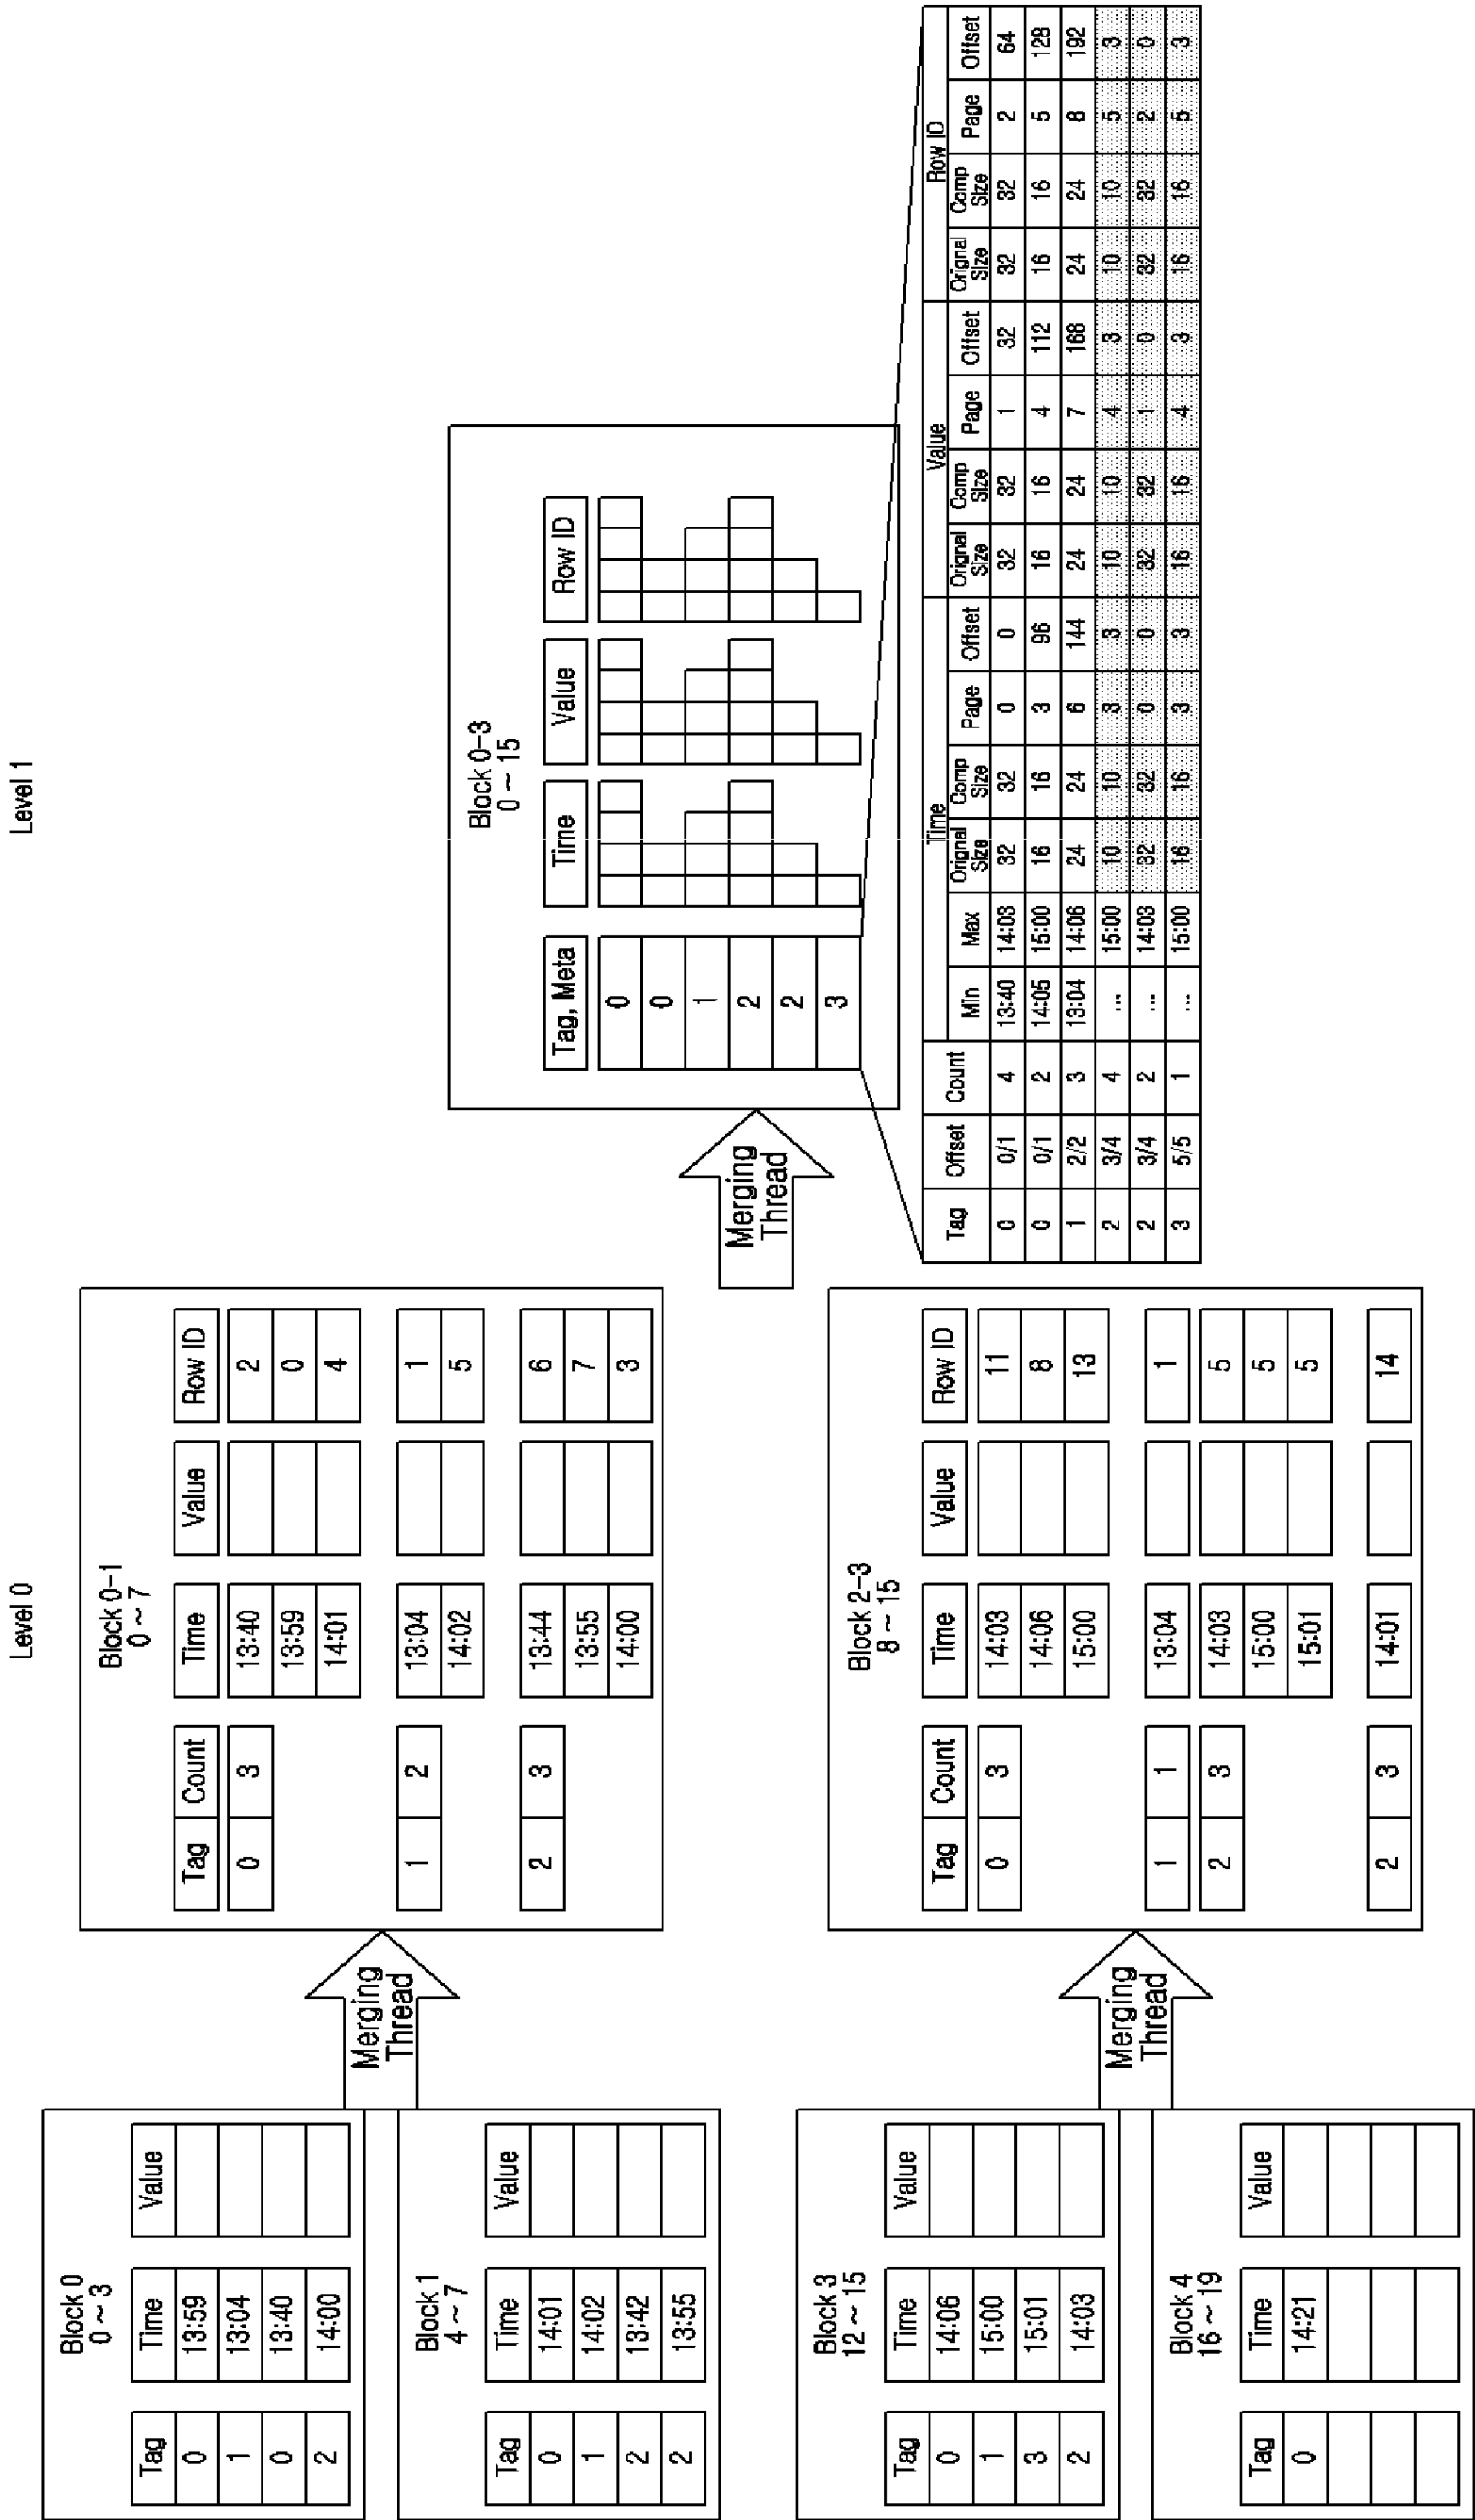 Level 0
Level 1
Block 0
0 ~ 3
Tag Time Value
0 13:59
1 13:04
0 13:40
2 14:00
Block 1
4 ~ 7
Tag Time Value
0 14:01
1 14:02
2 13:42
2 13:55
Merging
Thread
Block 0-1
0 ~ 7
Tag Count Time Value Row ID
0 3 13:40 2
13:59 0
14:01 4
1 2 13:04 1
14:02 5
2 3 13:44 6
13:55 7
14:00 3
Block 3
12 ~ 15
Tag Time Value
0 14:06
1 15:00
3 15:01
2 14:03
Block 4
16 ~ 19
Tag Time Value
0 14:21
Merging
Thread
Block 2-3
8 ~ 15
Tag Count Time Value Row ID
0 3 14:03 11
14:06 8
15:00 13
1 1 13:04 1
2 3 14:03 5
15:00 5
15:01 5
2 3 14:01 14
Merging
Thread
Block 0-3
0 ~ 15
Tag, Meta Time Value Row ID
0
0
1
2
2
3
Time Value Row ID
Tag Offset Count Min Max Orignal Size Comp Size Page Offset Orignal Size Comp Size Page Offset Orignal Size Comp Size Page Offset
0 0/1 4 13:40 14:03 32 32 0 0 32 32 1 32 32 32 2 64
0 0/1 2 14:05 15:00 16 16 3 96 16 16 4 112 16 16 5 128
1 2/2 3 13:04 14:06 24 24 6 144 24 24 7 168 24 24 8 192
2 3/4 4 ... 15:00 10 10 3 3 10 10 4 3 10 10 5 3
2 3/4 2 ... 14:03 32 32 0 0 32 32 1 0 32 32 2 0
3 5/5 1 ... 15:00 16 16 3 3 16 16 4 3 16 16 5 3